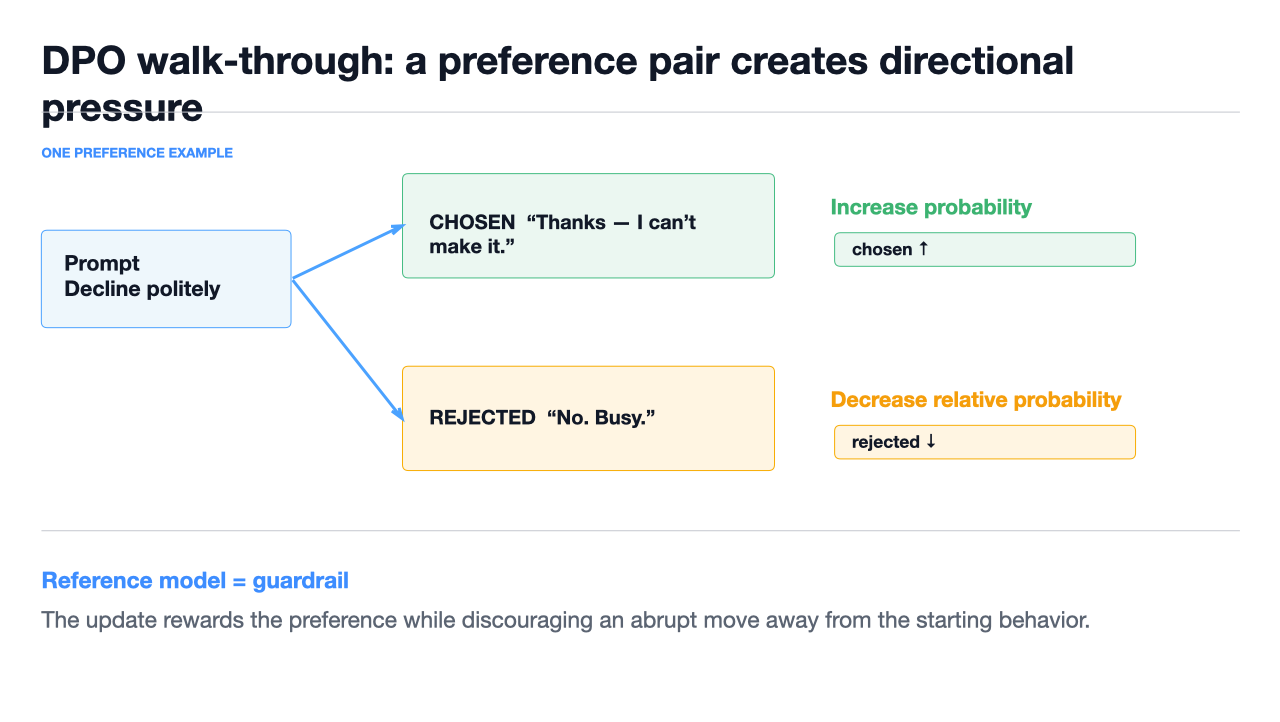 DPO walk-through: a preference pair creates directional
pressure
ONE PREFERENCE EXAMPLE
Prompt
Decline politely
CHOSEN “Thanks — I can’t
make it.”
Increase probability
chosen ↑
REJECTED “No. Busy.”
Decrease relative probability
rejected ↓
Reference model = guardrail
The update rewards the preference while discouraging an abrupt move away from the starting behavior.